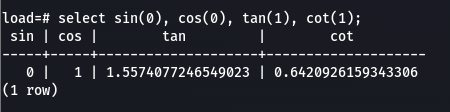 load=# select sin(0), cos(0), tan(1), cot(1);
 sin | cos |        tan         |        cot
-----+-----+--------------------+--------------------
   0 |   1 | 1.5574077246549023 | 0.6420926159343306
(1 row)